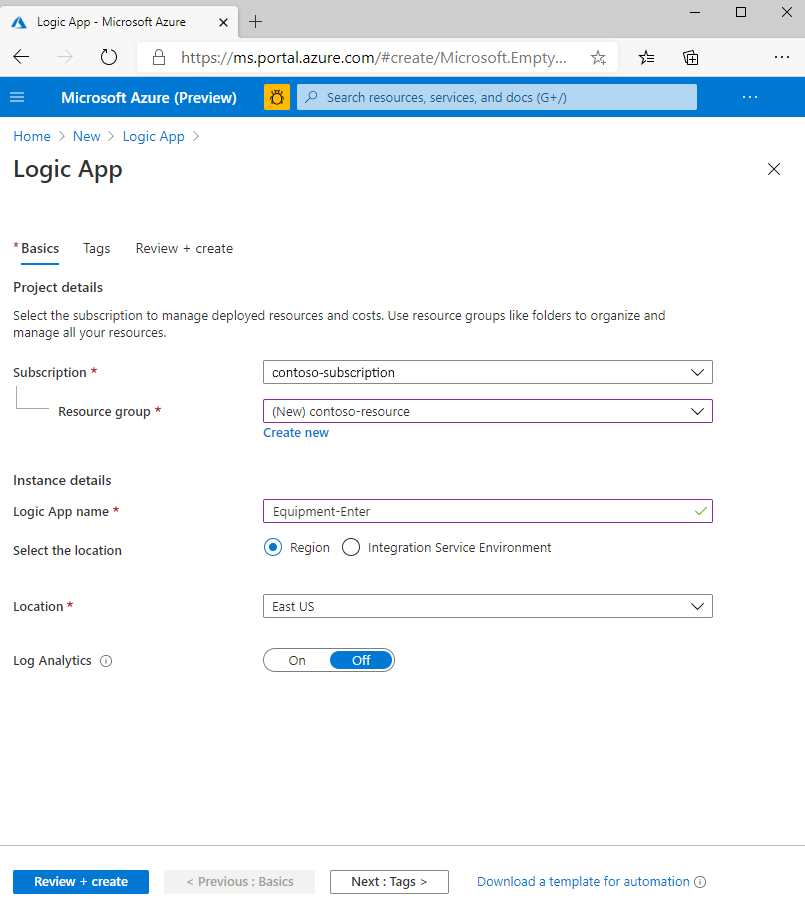 Logic App - Microsoft Azure
https://ms.portal.azure.com/#create/Microsoft.Empty...
Microsoft Azure (Preview)
Search resources, services, and docs (G+/)
...
Home > New > Logic App >
Logic App
* Basics Tags Review + create
Project details
Select the subscription to manage deployed resources and costs. Use resource groups like folders to organize and
manage all your resources.
Subscription * contoso-subscription
Resource group * (New) contoso-resource
Create new
Instance details
Logic App name * Equipment-Enter
Select the location Region Integration Service Environment
Location * East US
Log Analytics On Off
Review + create < Previous : Basics Next : Tags > Download a template for automation